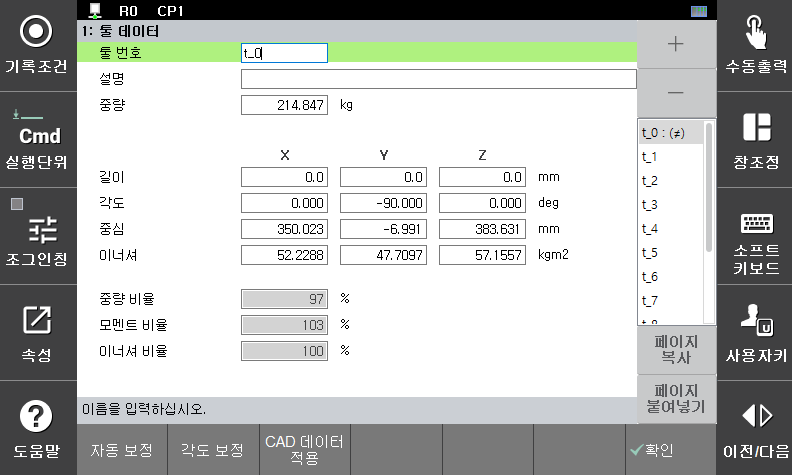 R0 CP1
기록조건
Cmd
실행단위
조그인칭
속성
도움말
1: 툴 데이터
툴 번호 t_0
설명
중량 214.847 kg
X Y Z
길이 0.0 0.0 0.0 mm
각도 0.000 -90.000 0.000 deg
중심 350.023 -6.991 383.631 mm
이너셔 52.2288 47.7097 57.1557 kgm2
중량 비율 97 %
모멘트 비율 103 %
이너셔 비율 100 %
이름을 입력하십시오.
+
-
t_0 : (≠)
t_1
t_2
t_3
t_4
t_5
t_6
t_7
t_8
페이지
복사
페이지
붙여넣기
자동 보정
각도 보정
CAD 데이터
적용
확인
수동출력
창조정
소프트
키보드
U
사용자키
이전/다음